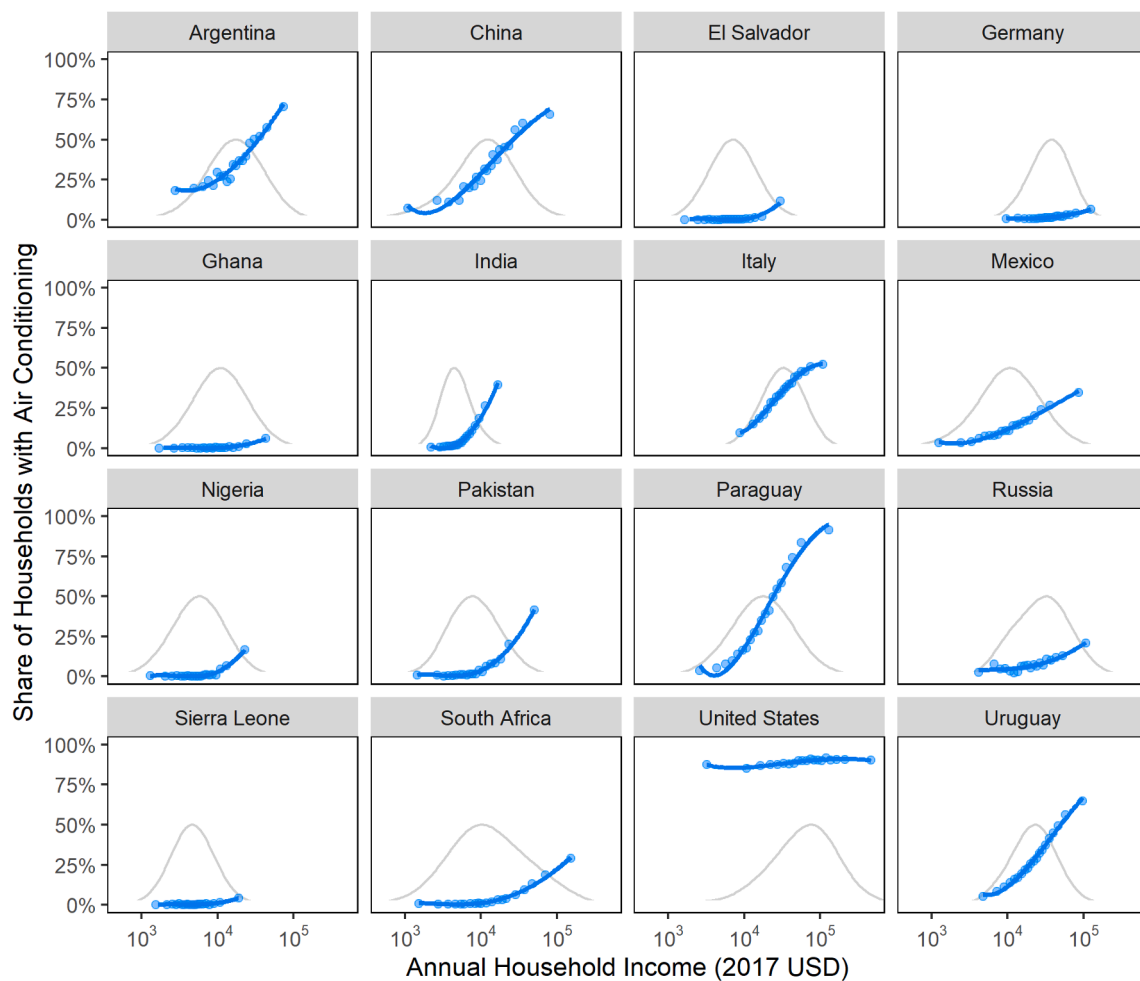 Share of Households with Air Conditioning
Argentina
China
El Salvador
Germany
100%
75%
50%
25%
0%
Ghana
India
Italy
Mexico
100%
75%
50%
25%
0%
Nigeria
Pakistan
Paraguay
Russia
100%
75%
50%
25%
0%
Sierra Leone
South Africa
United States
Uruguay
100%
75%
50%
25%
0%
10³ 10⁴ 10⁵ 10³ 10⁴ 10⁵ 10³ 10⁴ 10⁵ 10³ 10⁴ 10⁵
Annual Household Income (2017 USD)